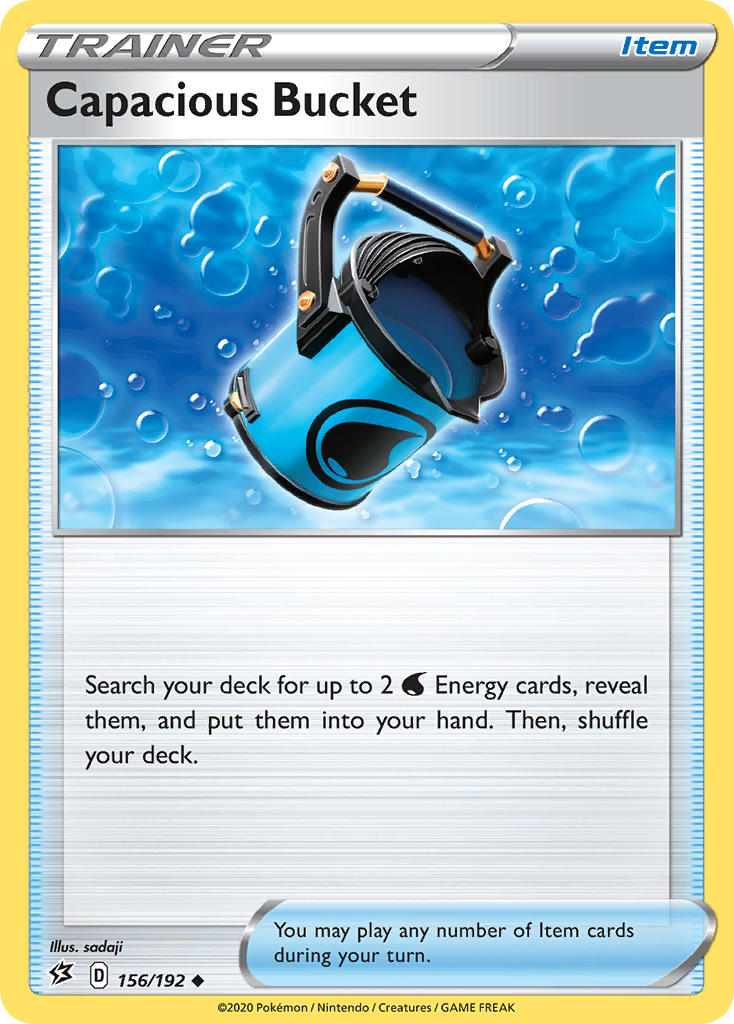 TRAINER Item
Capacious Bucket
Search your deck for up to 2 Energy cards, reveal
them, and put them into your hand. Then, shuffle
your deck.
You may play any number of Item cards
during your turn.
Illus. sadaji
D 156/192
©2020 Pokémon / Nintendo / Creatures / GAME FREAK